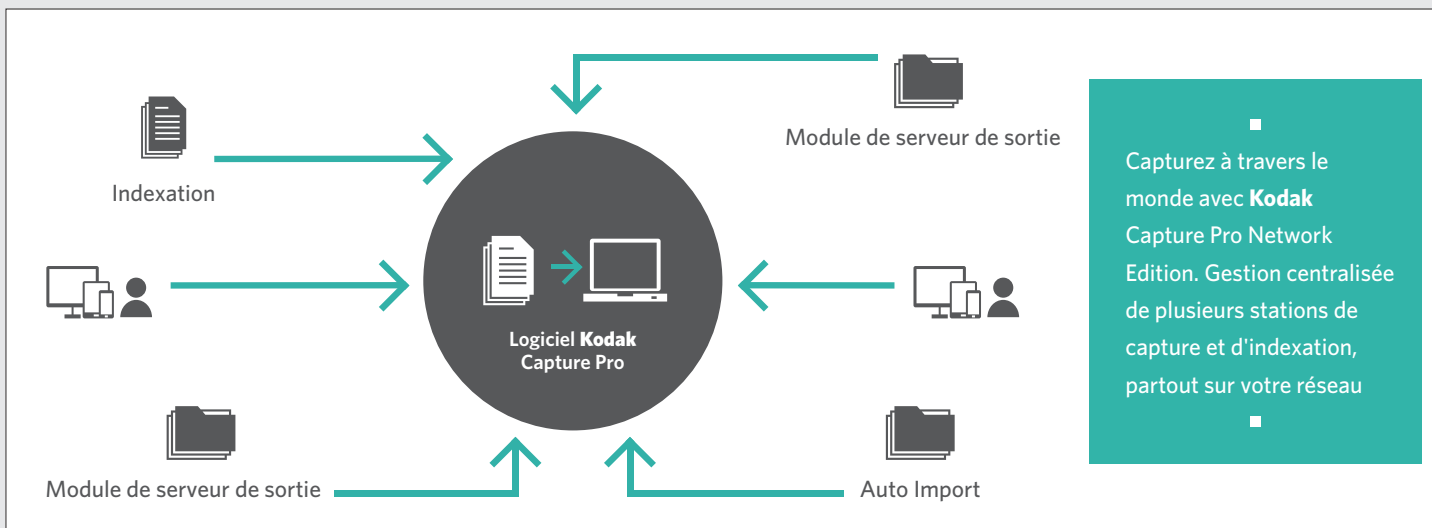 Module de serveur de sortie
Indexation
Logiciel Kodak
Capture Pro
Module de serveur de sortie
Auto Import
Capturez à travers le
monde avec Kodak
Capture Pro Network
Edition. Gestion centralisée
de plusieurs stations de
capture et d'indexation,
partout sur votre réseau